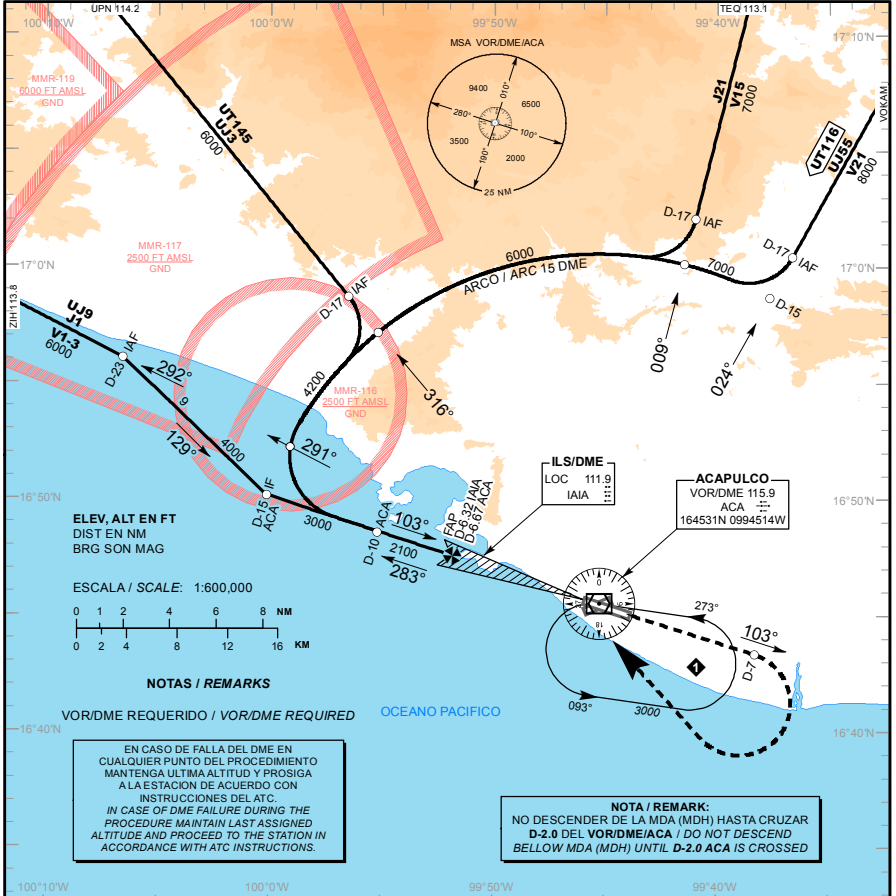 100°10'W
100°00'W
99°50'W
99°40'W
UPN 114.2
TEQ 113.1
17°10'N
17°10'N
MSA VOR/DME/ACA
9400
010°
6500
280°
100°
3500
190°
2000
25 NM
MMR-119
6000 FT AMSL
GND
UT145
UJ3
6000
J21
V15
7000
UT116
UJ55
V21
8000
VOKAM
MMR-117
2500 FT AMSL
GND
D-17 IAF
D-17 IAF
D-17 IAF
6000
ARCO / ARC 15 DME
7000
D-15
17°0'N
17°0'N
ZIH 113.8
UJ9
J1
V1-3
6000
D-23 IAF
292°
9
129°
4000
4200
MMR-116
2500 FT AMSL
GND
316°
009°
024°
291°
D-15 IF
ACA
3000
D-10 ACA
103°
2100
283°
FAP
D-6.32 IAIA
D-6.67 ACA
ILS/DME
LOC 111.9
IAIA
ACAPULCO
VOR/DME 115.9
ACA
164531N 0994514W
16°50'N
16°50'N
ELEV, ALT EN FT
DIST EN NM
BRG SON MAG
ESCALA / SCALE: 1:600,000
0 1 2 4 6 8 NM
0 2 4 8 12 16 KM
0
9
18
27
273°
103°
D-7
1
093°
3000
NOTAS / REMARKS
VOR/DME REQUERIDO / VOR/DME REQUIRED
OCEANO PACIFICO
16°40'N
16°40'N
EN CASO DE FALLA DEL DME EN
CUALQUIER PUNTO DEL PROCEDIMIENTO
MANTENGA ULTIMA ALTITUD Y PROSIGA
A LA ESTACION DE ACUERDO CON
INSTRUCCIONES DEL ATC.
IN CASE OF DME FAILURE DURING THE
PROCEDURE MAINTAIN LAST ASSIGNED
ALTITUDE AND PROCEED TO THE STATION IN
ACCORDANCE WITH ATC INSTRUCTIONS.
NOTA / REMARK:
NO DESCENDER DE LA MDA (MDH) HASTA CRUZAR
D-2.0 DEL VOR/DME/ACA / DO NOT DESCEND
BELLOW MDA (MDH) UNTIL D-2.0 ACA IS CROSSED
100°10'W
100°0'W
99°50'W
99°40'W